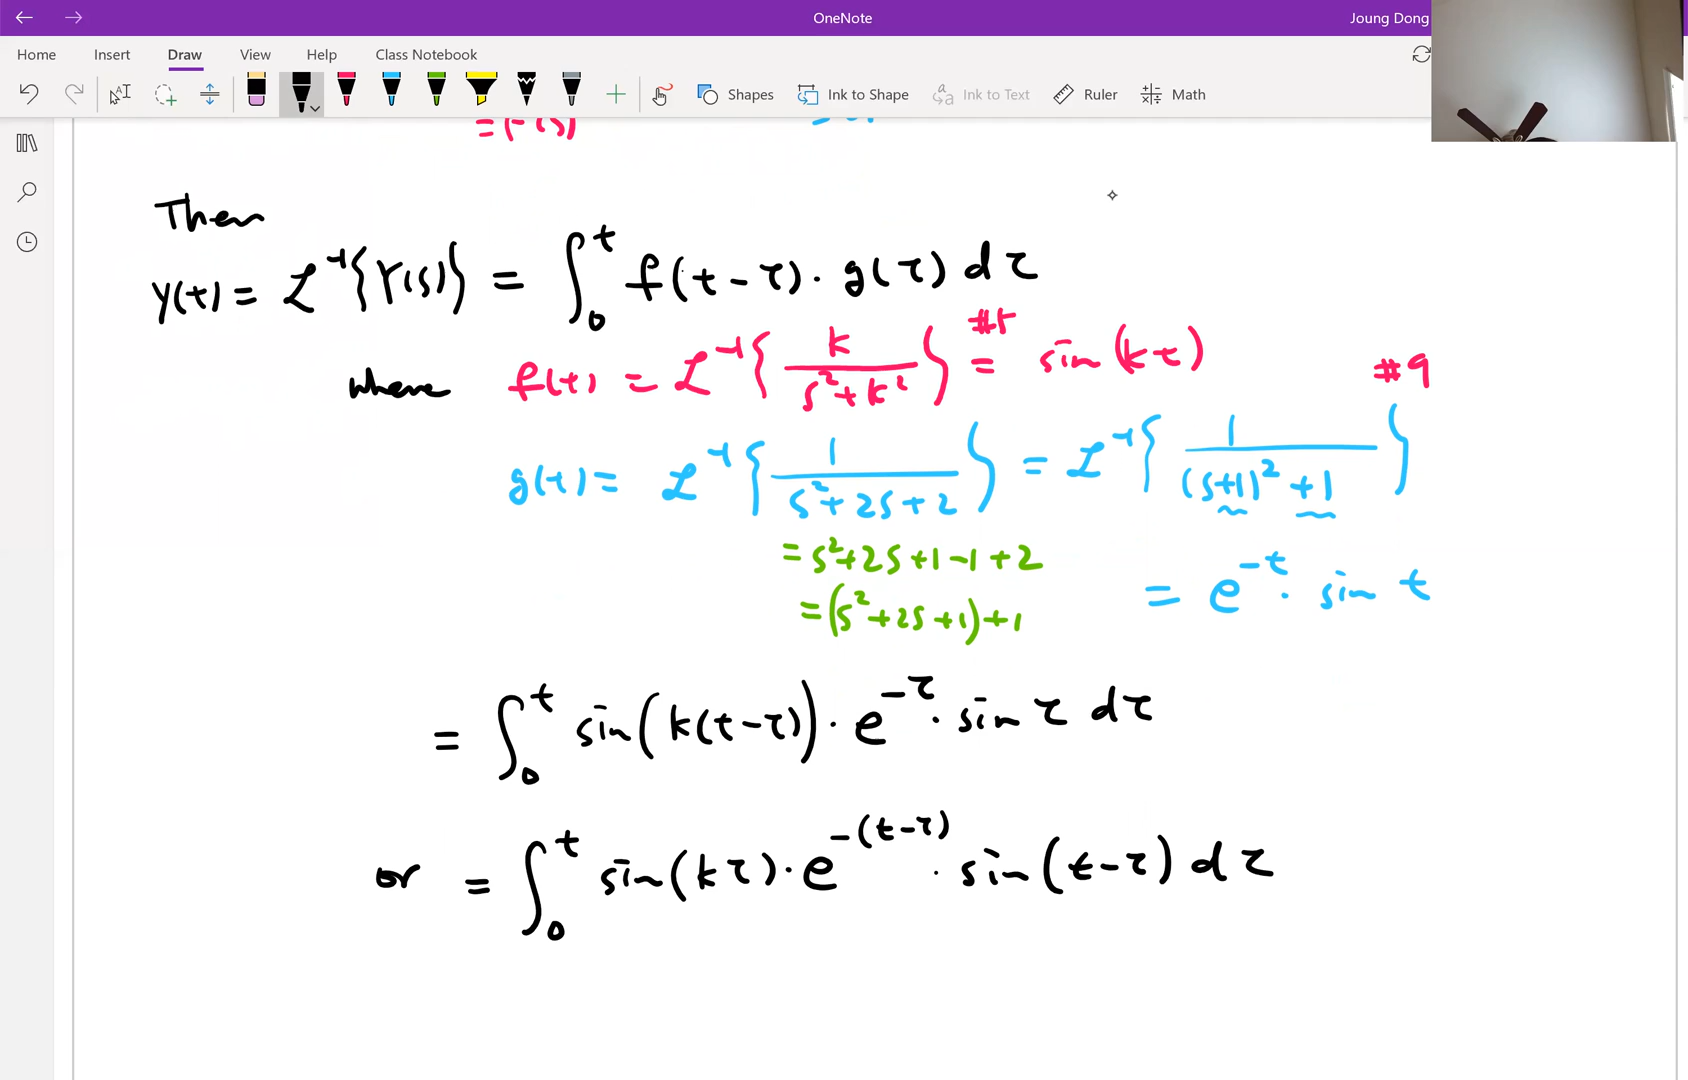 OneNote
Joung Dong
Home Insert Draw View Help Class Notebook
Shapes Ink to Shape Ink to Text Ruler Math
= F(s)
Then
y(t) = ℒ⁻¹{Y(s)} = ∫₀ᵗ f(t-τ) · g(τ) dτ
where f(t) = ℒ⁻¹{k/(s²+k²)} = #5 sin(kt)
#9
g(t) = ℒ⁻¹{1/(s²+2s+2)} = ℒ⁻¹{1/((s+1)²+1)}
= s²+2s+1-1+2
= e^(-t) · sin t
= (s²+2s+1)+1
= ∫₀ᵗ sin(k(t-τ)) · e^(-τ) · sin τ dτ
or = ∫₀ᵗ sin(kτ) · e^(-(t-τ)) · sin(t-τ) dτ